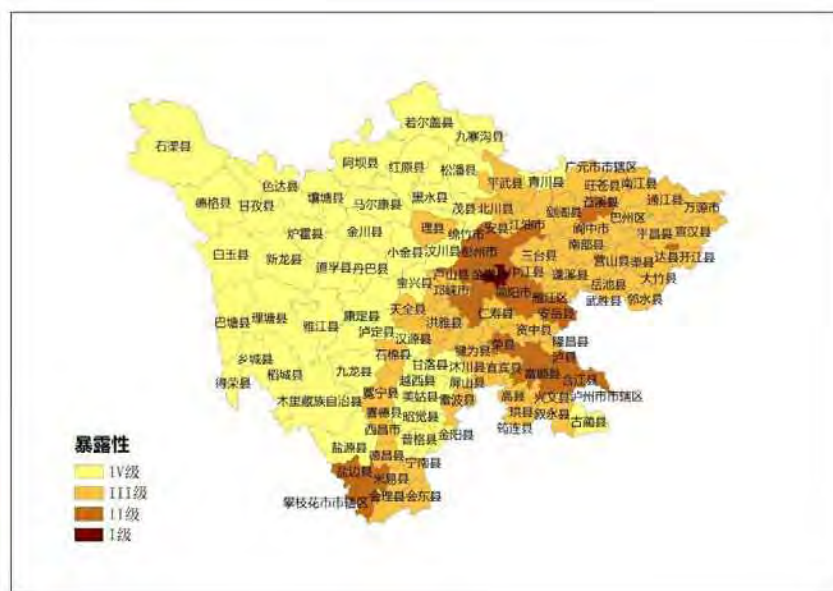 若尔盖县
九寨沟县
石渠县
阿坝县 红原县 松潘县
广元市市辖区
色达县 壤塘县 马尔康县 黑水县
平武县 青川县 旺苍县 南江县
德格县 甘孜县
茂县 北川县 剑阁县 苍溪县 通江县 万源市
巴州区
炉霍县 金川县 理县 绵竹市 安县 江油市 阆中市
平昌县 宣汉县
白玉县 新龙县 小金县 汶川县 彭州市 南部县
道孚县 丹巴县 三台县 营山县 渠县 达县 开江县
宝兴县 芦山县 中江县 蓬溪县 岳池县 大竹县
邛崃市 简阳市 雁江区 武胜县 邻水县
巴塘县 理塘县 雅江县 康定县 天全县 仁寿县 安岳县
泸定县 汉源县 洪雅县 资中县
乡城县 石棉县 犍为县 荣县 隆昌县
稻城县 九龙县 甘洛县 沐川县 宜宾县 泸县
得荣县 越西县 屏山县 富顺县 合江县
木里藏族自治县 冕宁县 美姑县 雷波县 高县 兴文县 泸州市市辖区
喜德县 昭觉县 珙县 叙永县
西昌市 古蔺县
暴露性 盐源县 普格县 金阳县 筠连县
IV级 德昌县 宁南县
III级 盐边县 米易县
II级 攀枝花市市辖区 会理县 会东县
I级